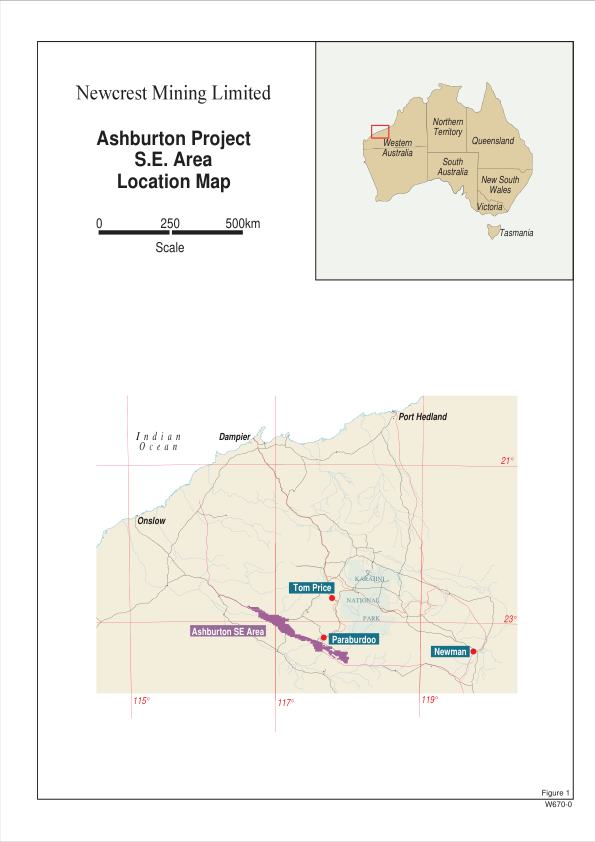 Newcrest Mining Limited
Ashburton Project
S.E. Area
Location Map
0 250 500km
Scale
Northern
Territory
Queensland
Western
Australia
South
Australia
New South
Wales
Victoria
Tasmania
Port Hedland
Indian
Ocean
Dampier
21°
Onslow
KARIJINI
Tom Price
NATIONAL
PARK
23°
Ashburton SE Area
Paraburdoo
Newman
115°
117°
119°
Figure 1
W670-0